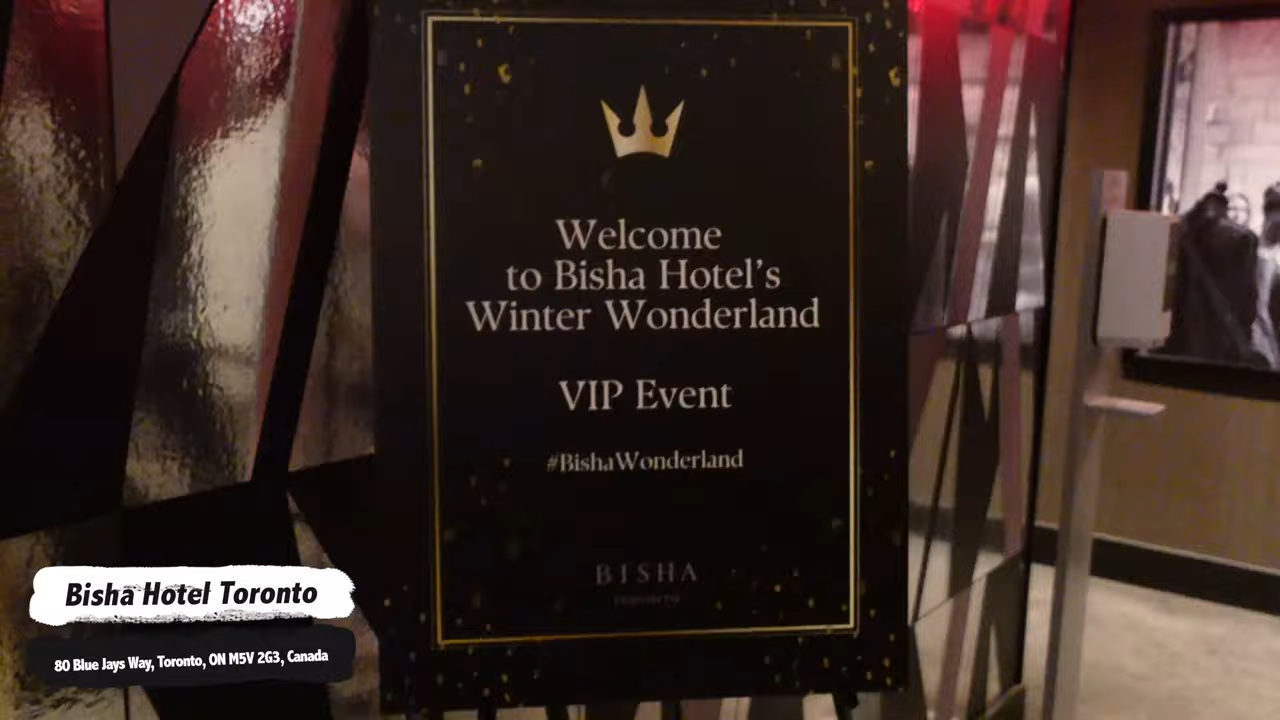 Welcome
to Bisha Hotel's
Winter Wonderland
VIP Event
#BishaWonderland
BISHA
Bisha Hotel Toronto
80 Blue Jays Way, Toronto, ON M5V 2G3, Canada